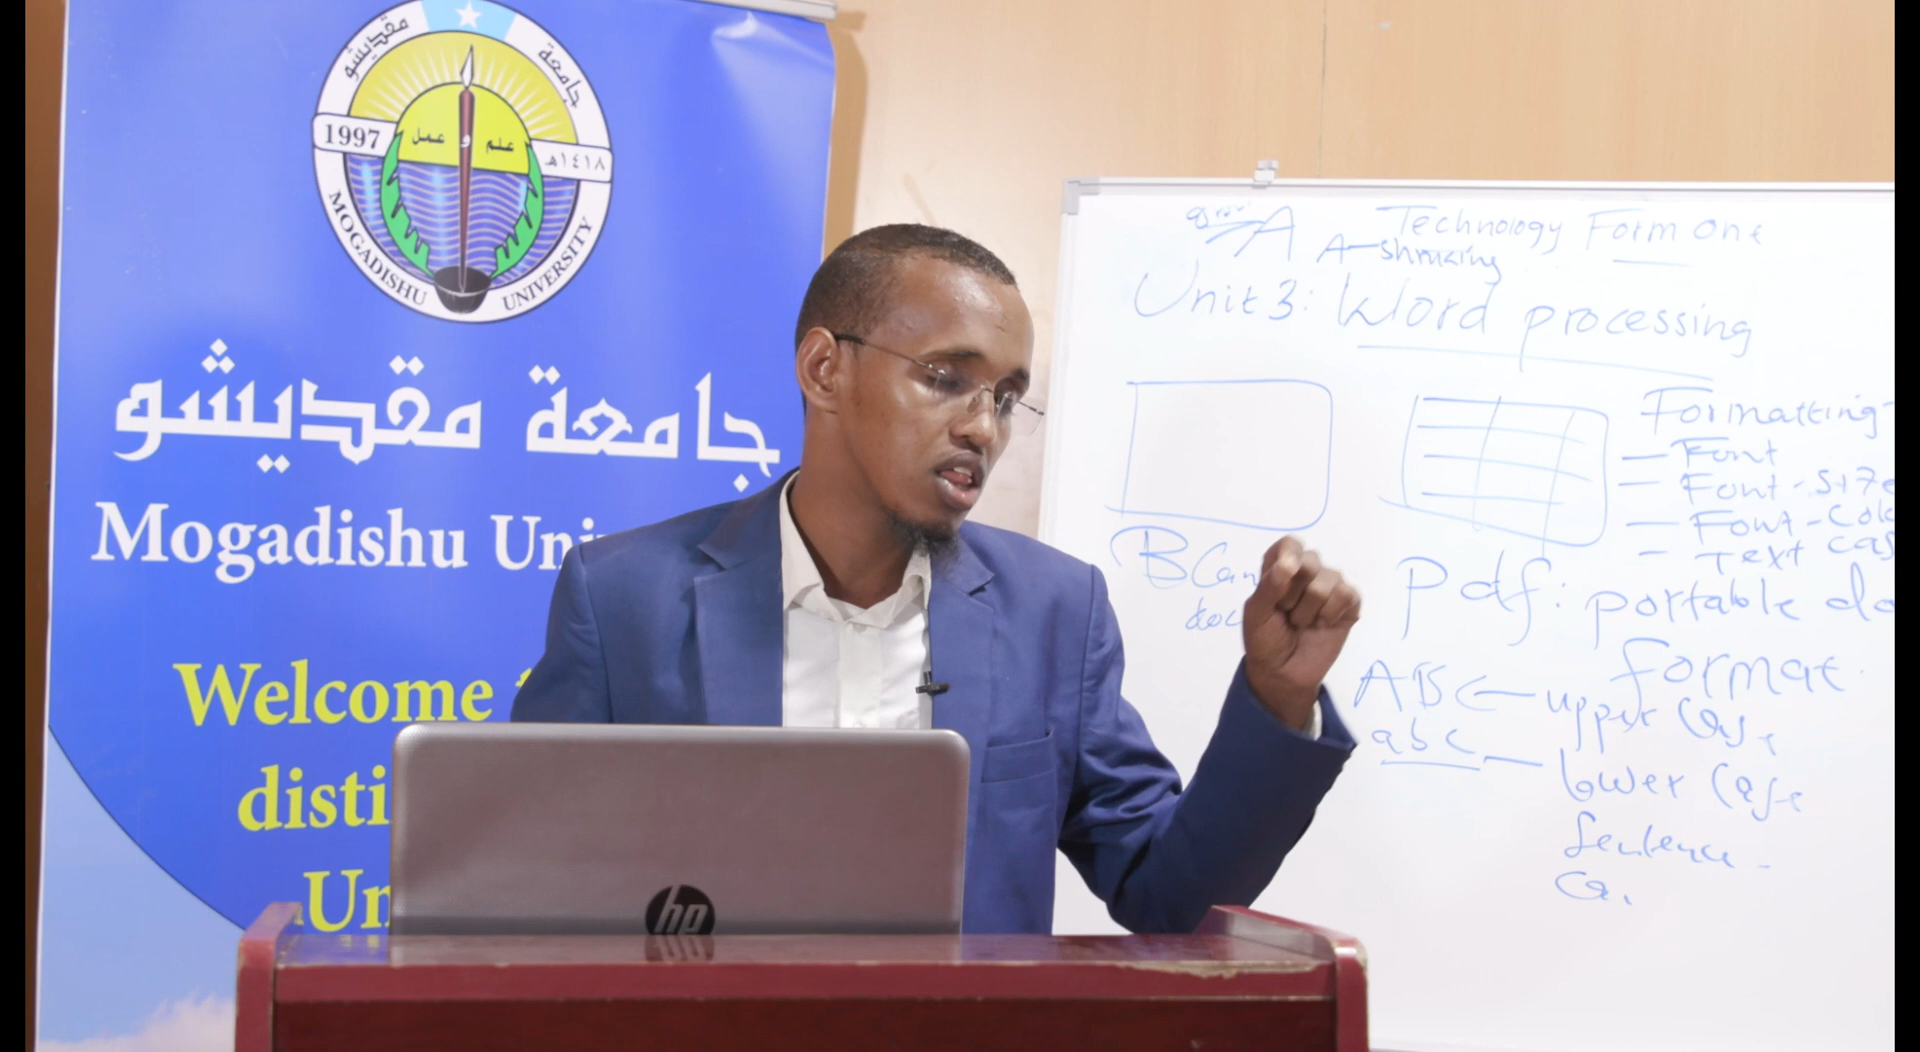 جامعة مقديشو
1997
علم و عمل
١٤١٨هـ
MOGADISHU UNIVERSITY
جامعة مقديشو
Mogadishu Uni
Welcome
disti
Un
hp
A
Technology Form One
A-shrinking
Unit 3: Word processing
Formatting
- Font
- Font-size
- Font-Col
- Text cas
Pdf: portable do
format.
ABC - upper Case
abc - lower Case
Sentence -
Ca.